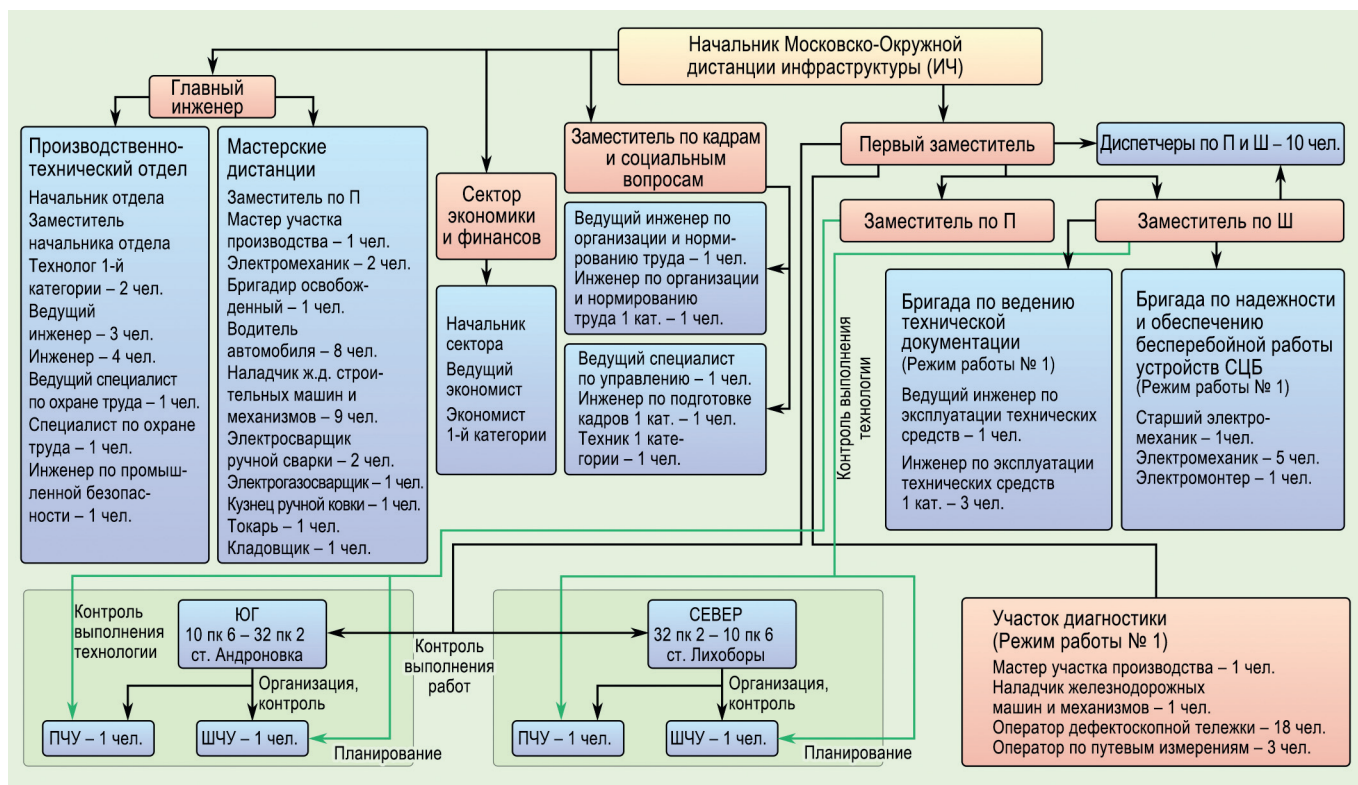 Начальник Московско-Окружной
дистанции инфраструктуры (ИЧ)
Главный
инженер
Производственно-
технический отдел
Начальник отдела
Заместитель
начальника отдела
Технолог 1-й
категории – 2 чел.
Ведущий
инженер – 3 чел.
Инженер – 4 чел.
Ведущий специалист
по охране труда – 1 чел.
Специалист по охране
труда – 1 чел.
Инженер по промыш-
ленной безопас-
ности – 1 чел.
Мастерские
дистанции
Заместитель по П
Мастер участка
производства – 1 чел.
Электромеханик – 2 чел.
Бригадир освобож-
денный – 1 чел.
Водитель
автомобиля – 8 чел.
Наладчик ж.д. строи-
тельных машин и
механизмов – 9 чел.
Электросварщик
ручной сварки – 2 чел.
Электрогазосварщик – 1 чел.
Кузнец ручной ковки – 1 чел.
Токарь – 1 чел.
Кладовщик – 1 чел.
Сектор
экономики
и финансов
Начальник
сектора
Ведущий
экономист
Экономист
1-й категории
Заместитель по кадрам
и социальным
вопросам
Ведущий инженер по
организации и норми-
рованию труда – 1 чел.
Инженер по организации
и нормированию
труда 1 кат. – 1 чел.
Ведущий специалист
по управлению – 1 чел.
Инженер по подготовке
кадров 1 кат. – 1 чел.
Техник 1 кате-
гории – 1 чел.
Первый заместитель
Диспетчеры по П и Ш – 10 чел.
Заместитель по П
Заместитель по Ш
Контроль выполнения
технологии
Бригада по ведению
технической
документации
(Режим работы № 1)
Ведущий инженер по
эксплуатации технических
средств – 1 чел.
Инженер по эксплуатации
технических средств
1 кат. – 3 чел.
Бригада по надежности
и обеспечению
бесперебойной работы
устройств СЦБ
(Режим работы № 1)
Старший электро-
механик – 1чел.
Электромеханик – 5 чел.
Электромонтер – 1 чел.
Контроль
выполнения
технологии
ЮГ
10 пк 6 – 32 пк 2
ст. Андроновка
Организация,
контроль
ПЧУ – 1 чел.
ШЧУ – 1 чел.
Планирование
Контроль
выполнения
работ
СЕВЕР
32 пк 2 – 10 пк 6
ст. Лихоборы
Организация,
контроль
ПЧУ – 1 чел.
ШЧУ – 1 чел.
Планирование
Участок диагностики
(Режим работы № 1)
Мастер участка производства – 1 чел.
Наладчик железнодорожных
машин и механизмов – 1 чел.
Оператор дефектоскопной тележки – 18 чел.
Оператор по путевым измерениям – 3 чел.